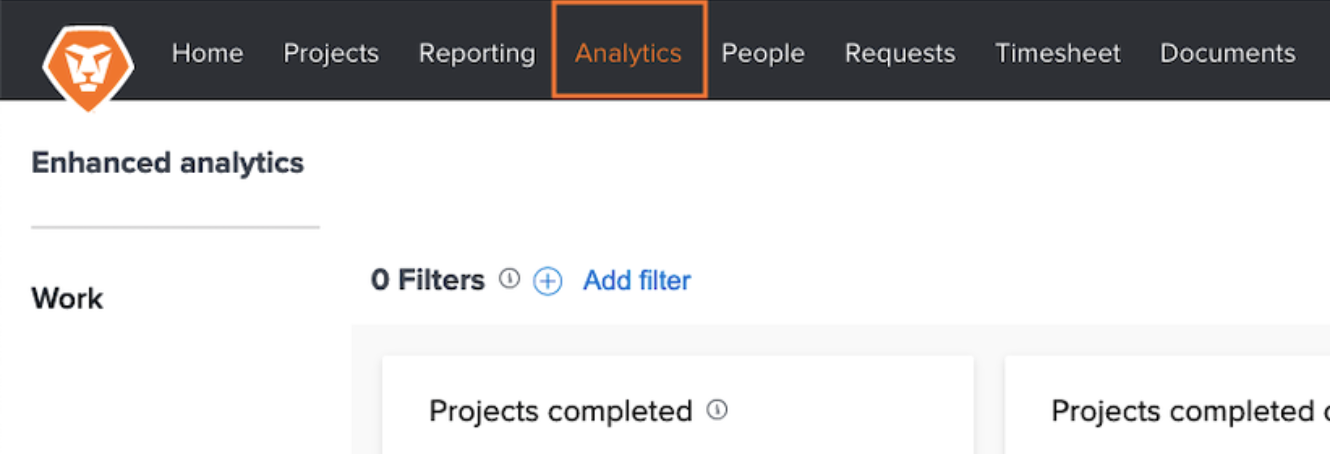 Home Projects Reporting Analytics People Requests Timesheet Documents
Enhanced analytics
0 Filters Add filter
Work
Projects completed
Projects completed